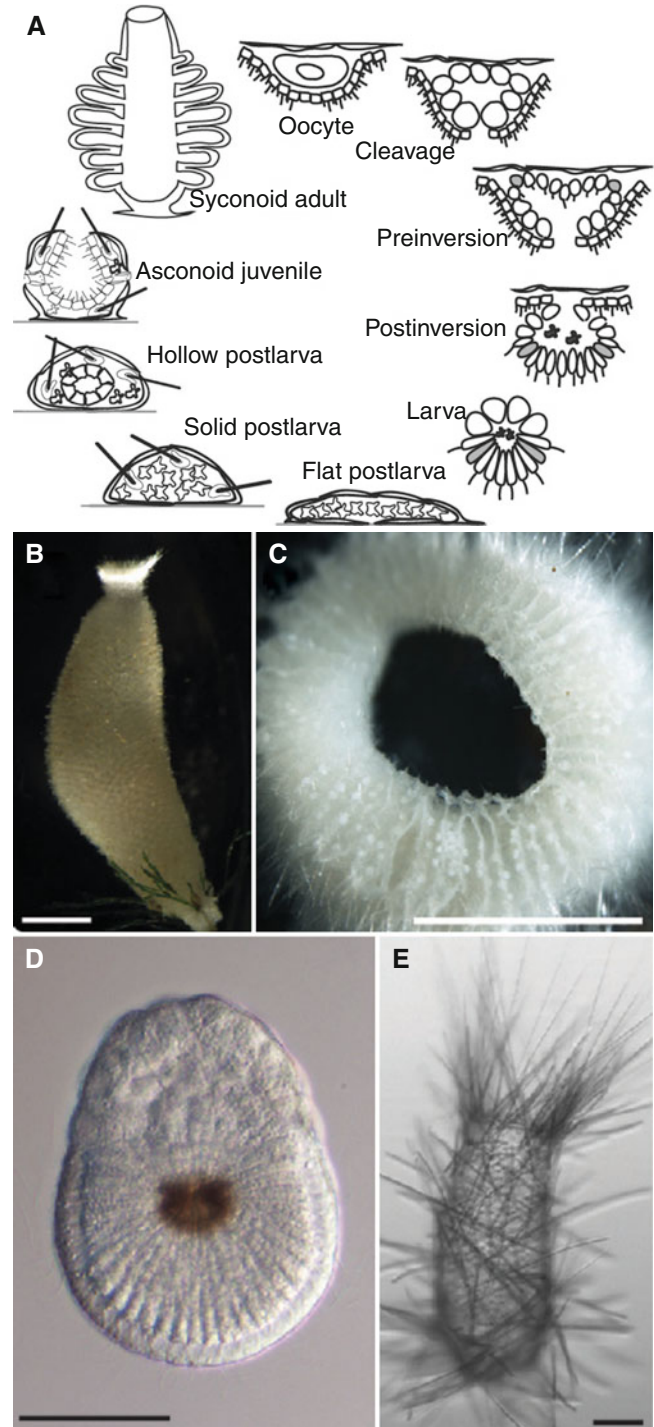 A
Oocyte
Cleavage
Syconoid adult
Preinversion
Asconoid juvenile
Postinversion
Hollow postlarva
Larva
Solid postlarva
Flat postlarva
B
C
D
E